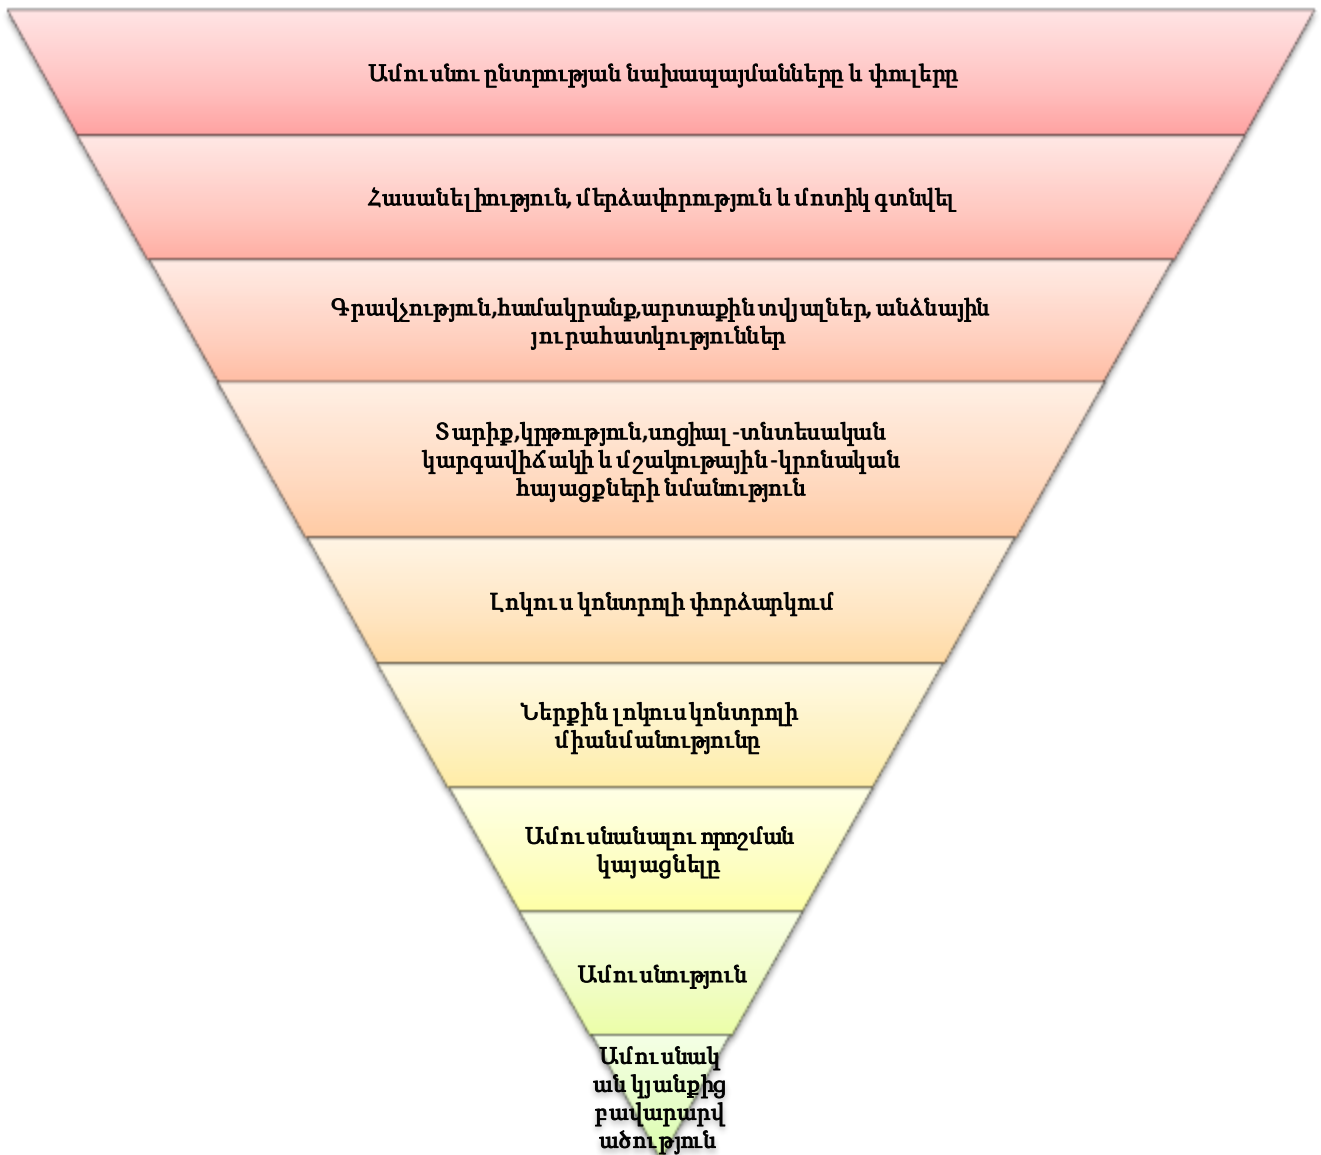 Ամուսնու ընտրության նախապայմանները և փուլերը
Հասանելիություն, մերձավորություն և մոտիկ գտնվել
Գրավչություն,համակրանք,արտաքին տվյալներ, անձնային
յուրահատկություններ
Տարիք,կրթություն,սոցիալ-տնտեսական
կարգավիճակի և մշակութային-կրոնական
հայացքների նմանություն
Լոկուս կոնտրոլի փորձարկում
Ներքին լոկուս կոնտրոլի
միանմանությունը
Ամուսնանալու որոշման
կայացնելը
Ամուսնություն
Ամուսնակ
ան կյանքից
բավարարվ
ածություն